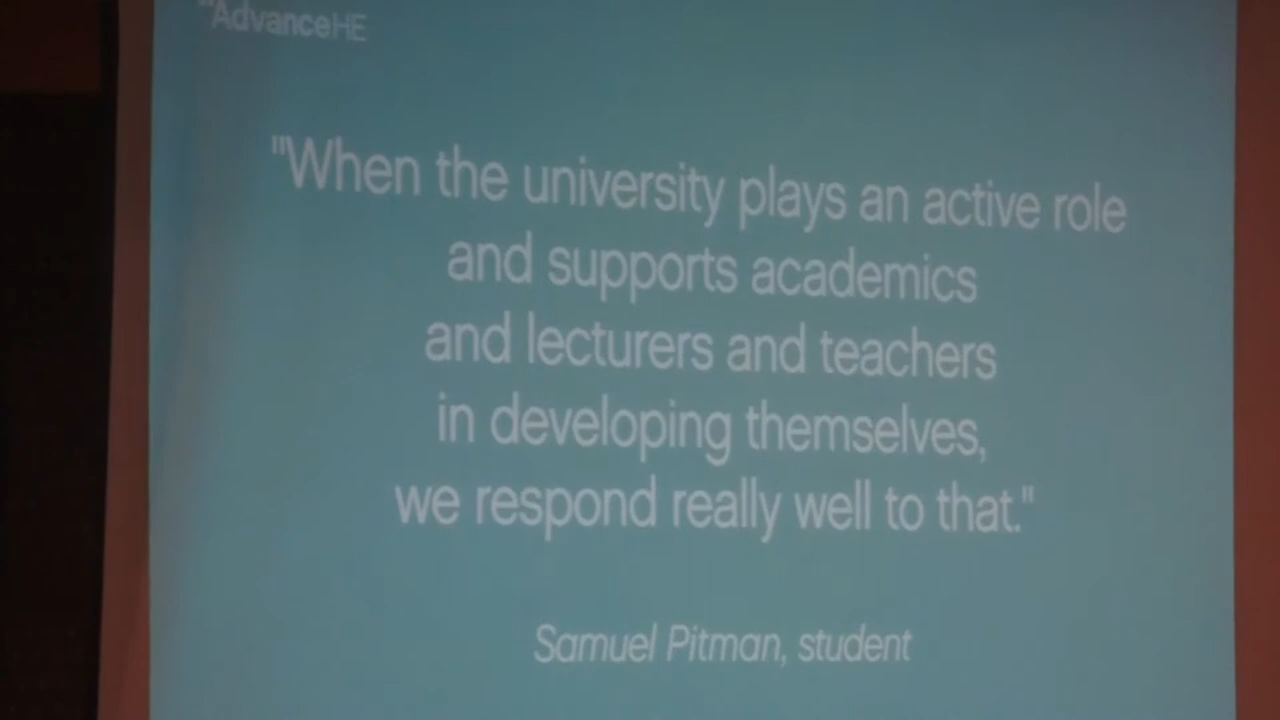 AdvanceHE
"When the university plays an active role
and supports academics
and lecturers and teachers
in developing themselves,
we respond really well to that."
Samuel Pitman, student